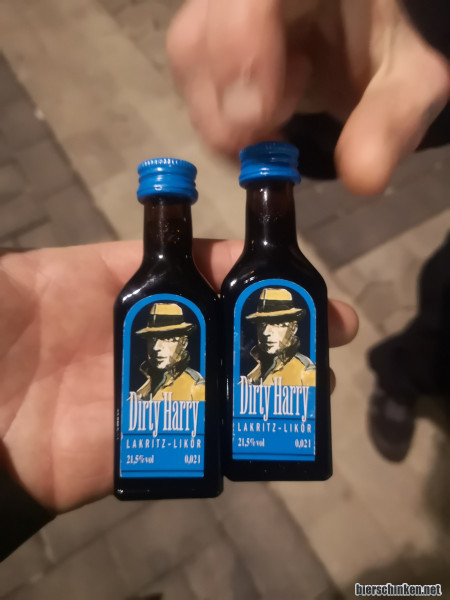 Dirty Harry
LAKRITZ-LIKÖR
21,5%vol 0,02l
Dirty Harry
LAKRITZ-LIKÖR
21,5%vol 0,02l
bierschinken.net